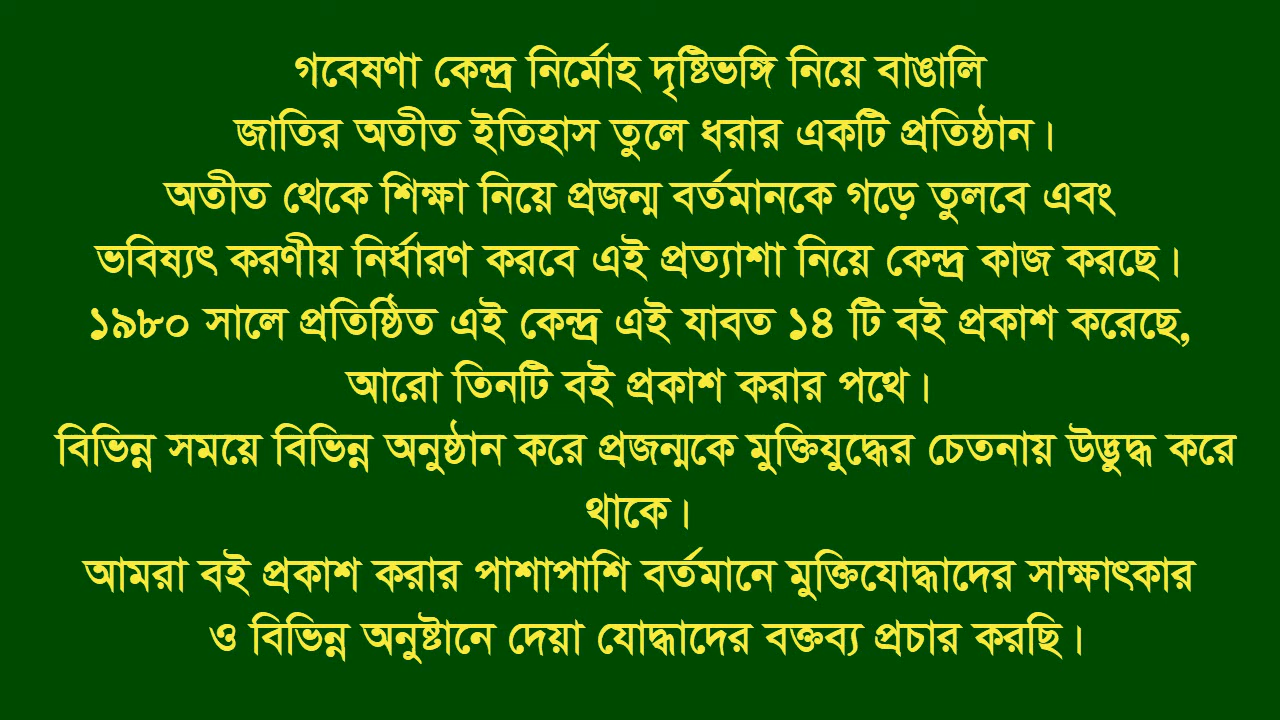 গবেষণা কেন্দ্র নির্মোহ দৃষ্টিভঙ্গি নিয়ে বাঙালি
জাতির অতীত ইতিহাস তুলে ধরার একটি প্রতিষ্ঠান।
অতীত থেকে শিক্ষা নিয়ে প্রজন্ম বর্তমানকে গড়ে তুলবে এবং
ভবিষ্যৎ করণীয় নির্ধারণ করবে এই প্রত্যাশা নিয়ে কেন্দ্র কাজ করছে।
১৯৮০ সালে প্রতিষ্ঠিত এই কেন্দ্র এই যাবত ১৪ টি বই প্রকাশ করেছে,
আরো তিনটি বই প্রকাশ করার পথে।
বিভিন্ন সময়ে বিভিন্ন অনুষ্ঠান করে প্রজন্মকে মুক্তিযুদ্ধের চেতনায় উদ্ভুদ্ধ করে
থাকে।
আমরা বই প্রকাশ করার পাশাপাশি বর্তমানে মুক্তিযোদ্ধাদের সাক্ষাৎকার
ও বিভিন্ন অনুষ্টানে দেয়া যোদ্ধাদের বক্তব্য প্রচার করছি।